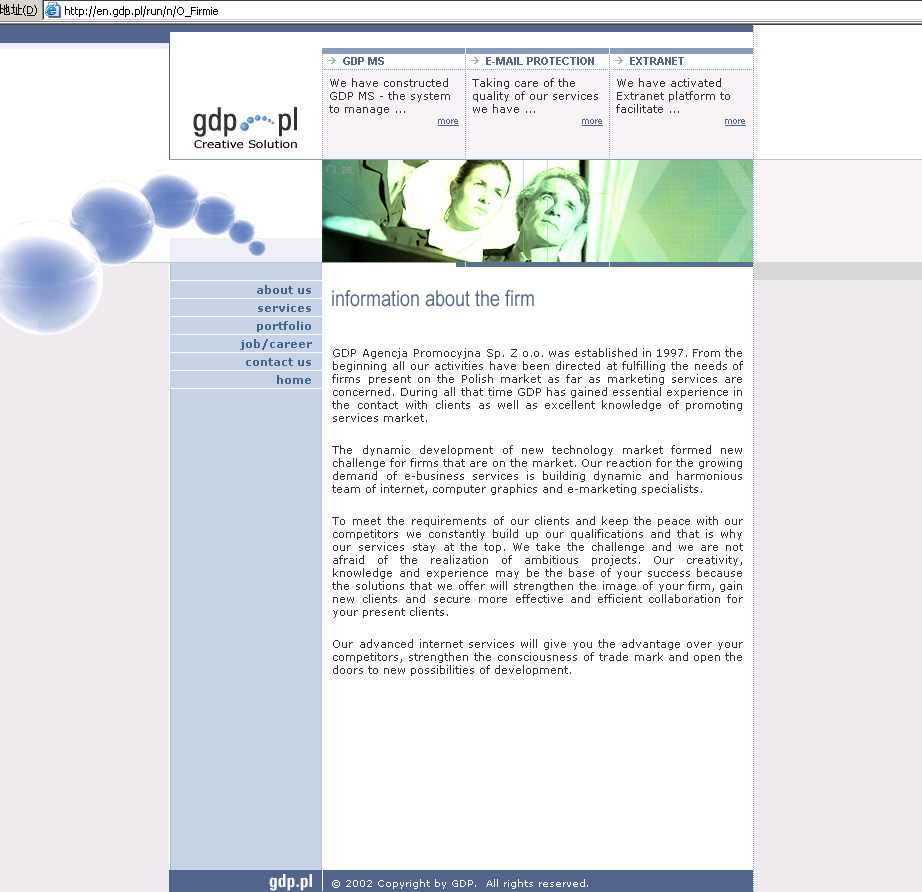 地址(D) http://en.gdp.pl/run/n/O_Firmie
GDP MS
We have constructed
GDP MS - the system
to manage ...
more
E-MAIL PROTECTION
Taking care of the
quality of our services
we have ...
more
EXTRANET
We have activated
Extranet platform to
facilitate ...
more
gdp pl
Creative Solution
26
about us
services
portfolio
job/career
contact us
home
information about the firm
GDP Agencja Promocyjna Sp. Z o.o. was established in 1997. From the
beginning all our activities have been directed at fulfilling the needs of
firms present on the Polish market as far as marketing services are
concerned. During all that time GDP has gained essential experience in
the contact with clients as well as excellent knowledge of promoting
services market.
The dynamic development of new technology market formed new
challenge for firms that are on the market. Our reaction for the growing
demand of e-business services is building dynamic and harmonious
team of internet, computer graphics and e-marketing specialists.
To meet the requirements of our clients and keep the peace with our
competitors we constantly build up our qualifications and that is why
our services stay at the top. We take the challenge and we are not
afraid of the realization of ambitious projects. Our creativity,
knowledge and experience may be the base of your success because
the solutions that we offer will strengthen the image of your firm, gain
new clients and secure more effective and efficient collaboration for
your present clients.
Our advanced internet services will give you the advantage over your
competitors, strengthen the consciousness of trade mark and open the
doors to new possibilities of development.
gdp.pl
© 2002 Copyright by GDP. All rights reserved.